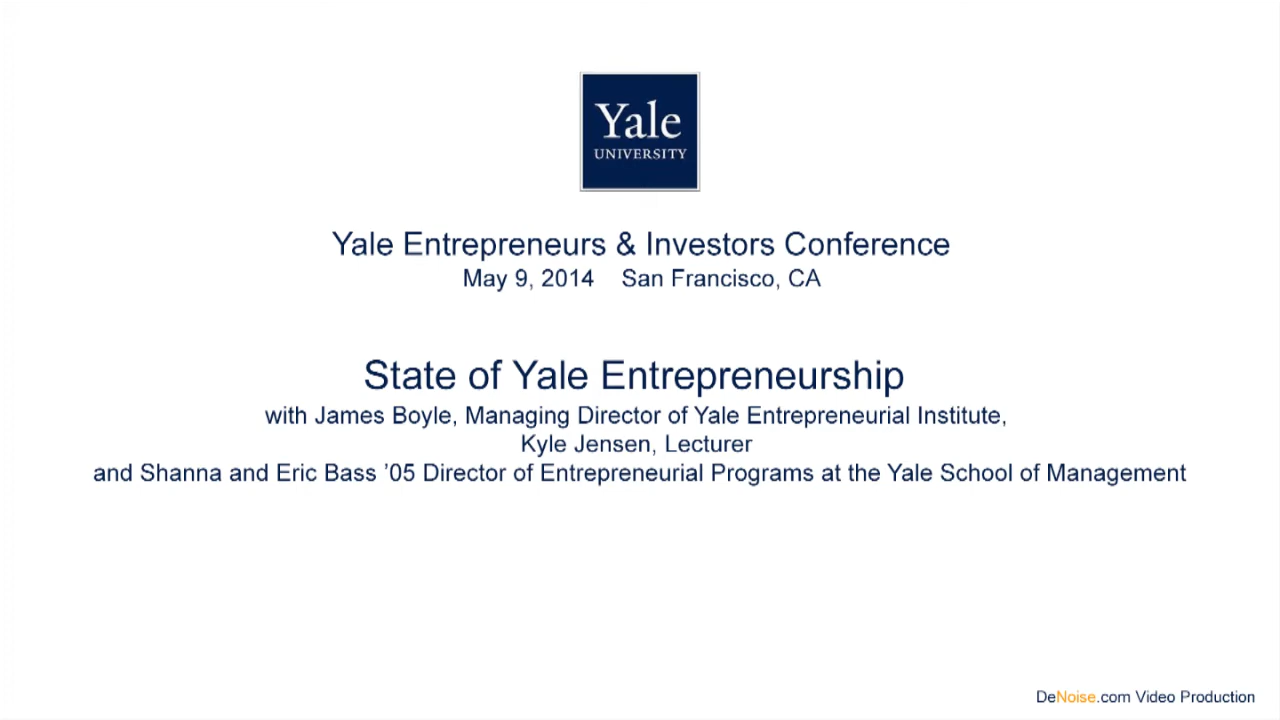 Yale
UNIVERSITY
Yale Entrepreneurs & Investors Conference
May 9, 2014 San Francisco, CA
State of Yale Entrepreneurship
with James Boyle, Managing Director of Yale Entrepreneurial Institute,
Kyle Jensen, Lecturer
and Shanna and Eric Bass ’05 Director of Entrepreneurial Programs at the Yale School of Management
DeNoise.com Video Production